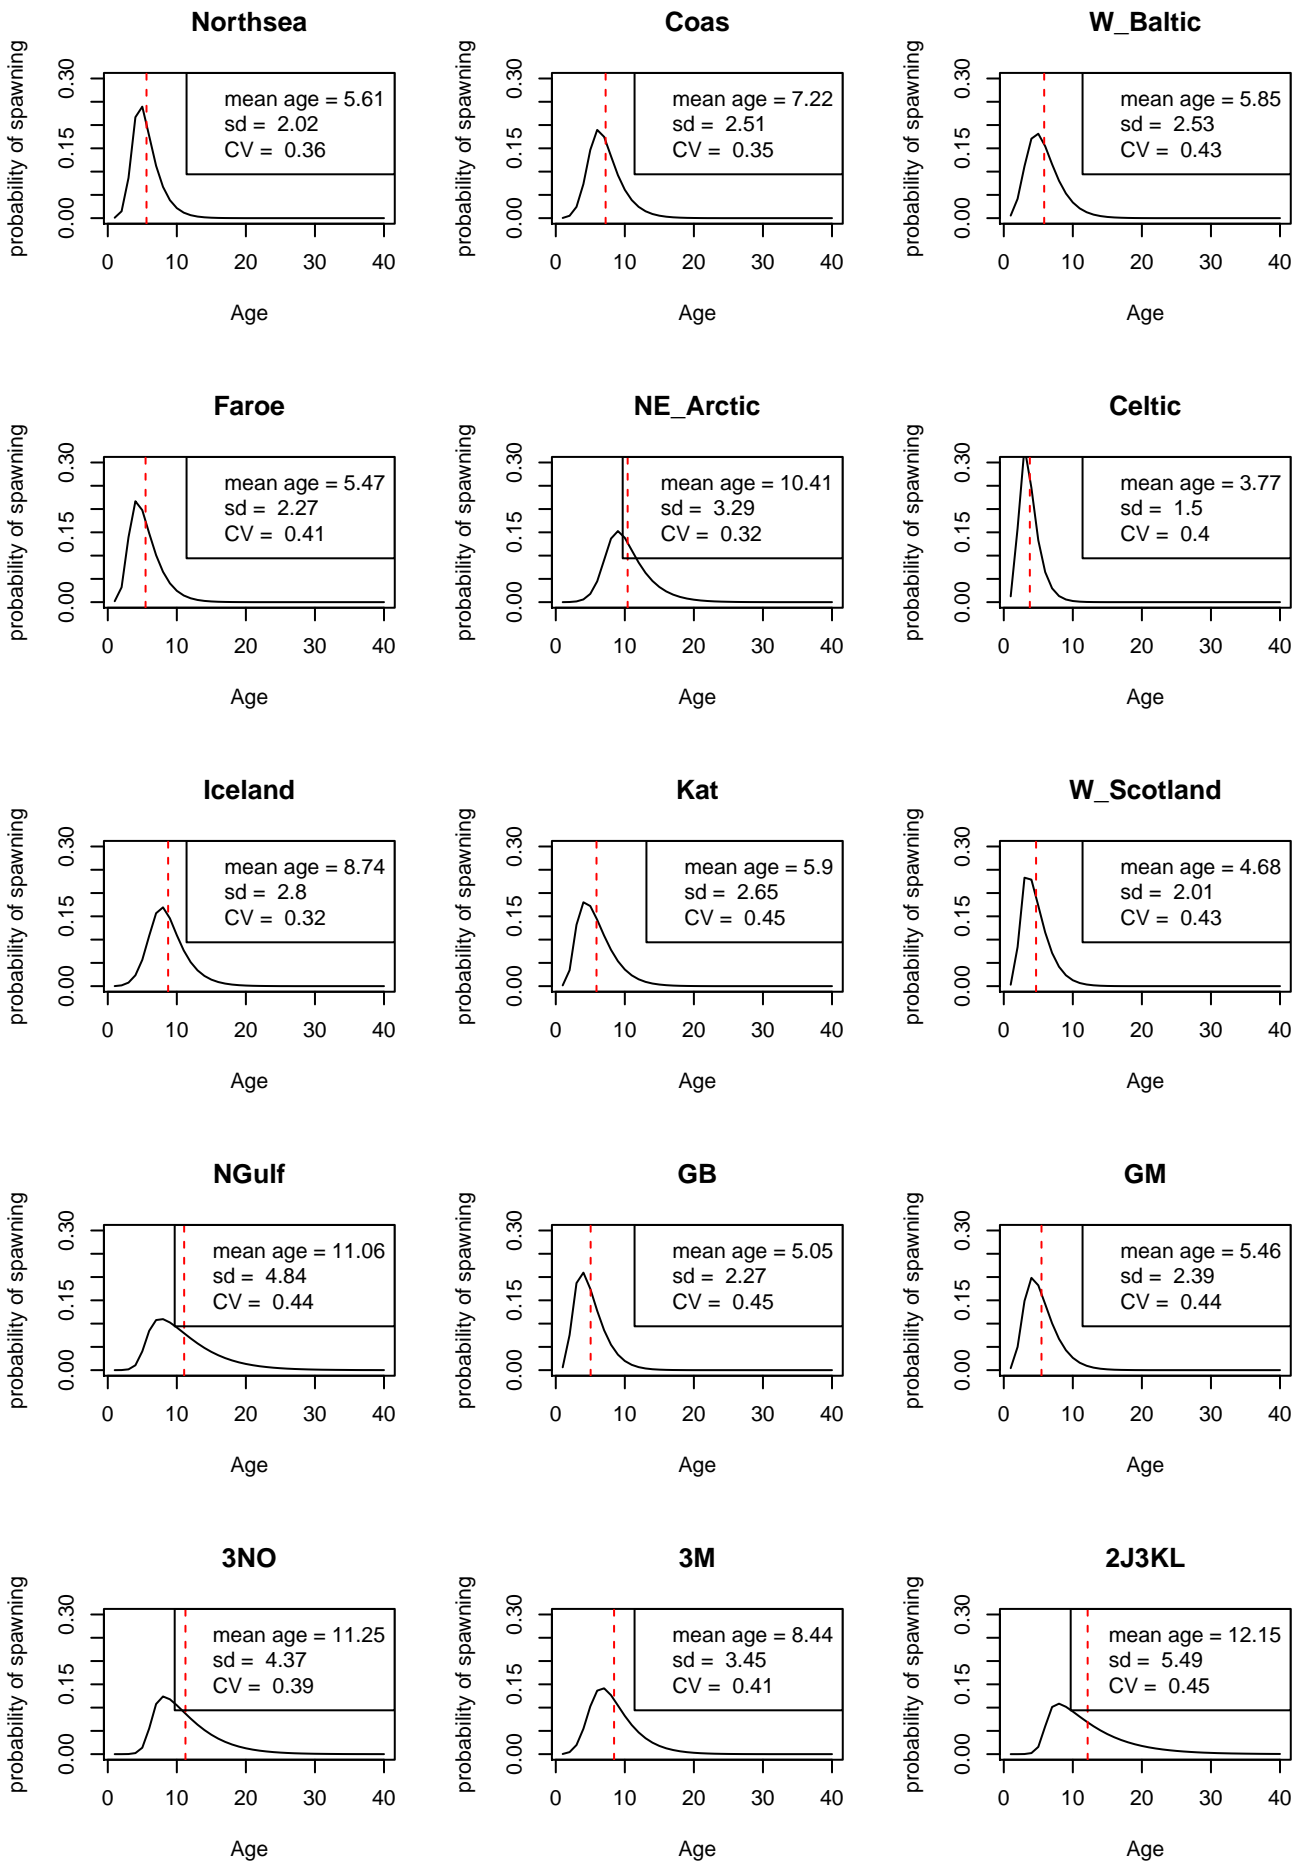 Northsea
probability of spawning
0.00 0.15 0.30
mean age = 5.61
sd = 2.02
CV = 0.36
0 10 20 30 40
Age
Coas
probability of spawning
0.00 0.15 0.30
mean age = 7.22
sd = 2.51
CV = 0.35
0 10 20 30 40
Age
W_Baltic
probability of spawning
0.00 0.15 0.30
mean age = 5.85
sd = 2.53
CV = 0.43
0 10 20 30 40
Age
Faroe
probability of spawning
0.00 0.15 0.30
mean age = 5.47
sd = 2.27
CV = 0.41
0 10 20 30 40
Age
NE_Arctic
probability of spawning
0.00 0.15 0.30
mean age = 10.41
sd = 3.29
CV = 0.32
0 10 20 30 40
Age
Celtic
probability of spawning
0.00 0.15 0.30
mean age = 3.77
sd = 1.5
CV = 0.4
0 10 20 30 40
Age
Iceland
probability of spawning
0.00 0.15 0.30
mean age = 8.74
sd = 2.8
CV = 0.32
0 10 20 30 40
Age
Kat
probability of spawning
0.00 0.15 0.30
mean age = 5.9
sd = 2.65
CV = 0.45
0 10 20 30 40
Age
W_Scotland
probability of spawning
0.00 0.15 0.30
mean age = 4.68
sd = 2.01
CV = 0.43
0 10 20 30 40
Age
NGulf
probability of spawning
0.00 0.15 0.30
mean age = 11.06
sd = 4.84
CV = 0.44
0 10 20 30 40
Age
GB
probability of spawning
0.00 0.15 0.30
mean age = 5.05
sd = 2.27
CV = 0.45
0 10 20 30 40
Age
GM
probability of spawning
0.00 0.15 0.30
mean age = 5.46
sd = 2.39
CV = 0.44
0 10 20 30 40
Age
3NO
probability of spawning
0.00 0.15 0.30
mean age = 11.25
sd = 4.37
CV = 0.39
0 10 20 30 40
Age
3M
probability of spawning
0.00 0.15 0.30
mean age = 8.44
sd = 3.45
CV = 0.41
0 10 20 30 40
Age
2J3KL
probability of spawning
0.00 0.15 0.30
mean age = 12.15
sd = 5.49
CV = 0.45
0 10 20 30 40
Age